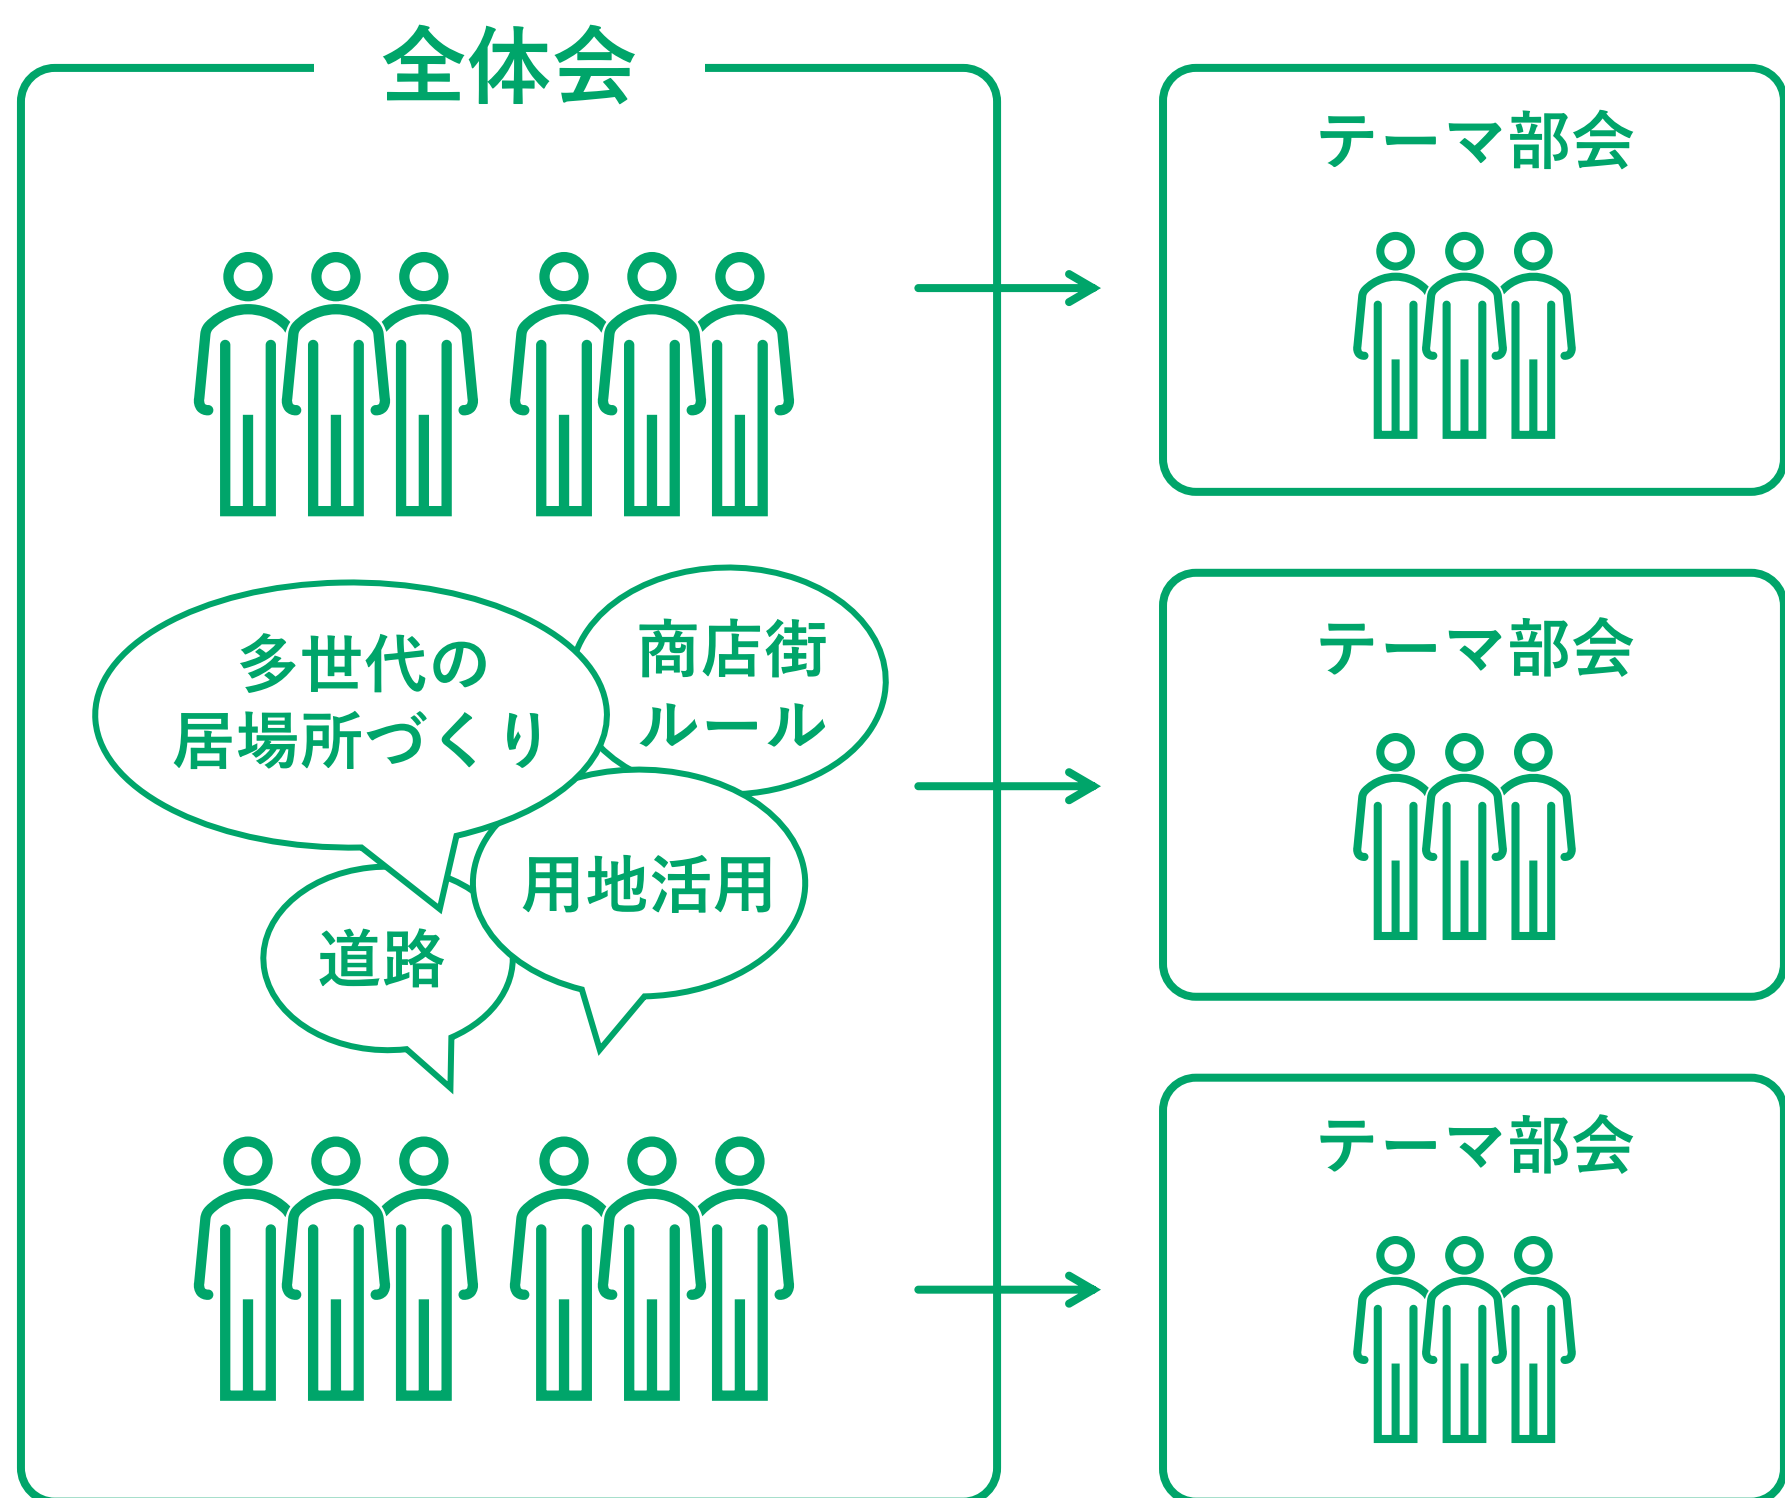 全体会
多世代の
居場所づくり
商店街
ルール
用地活用
道路
テーマ部会
テーマ部会
テーマ部会